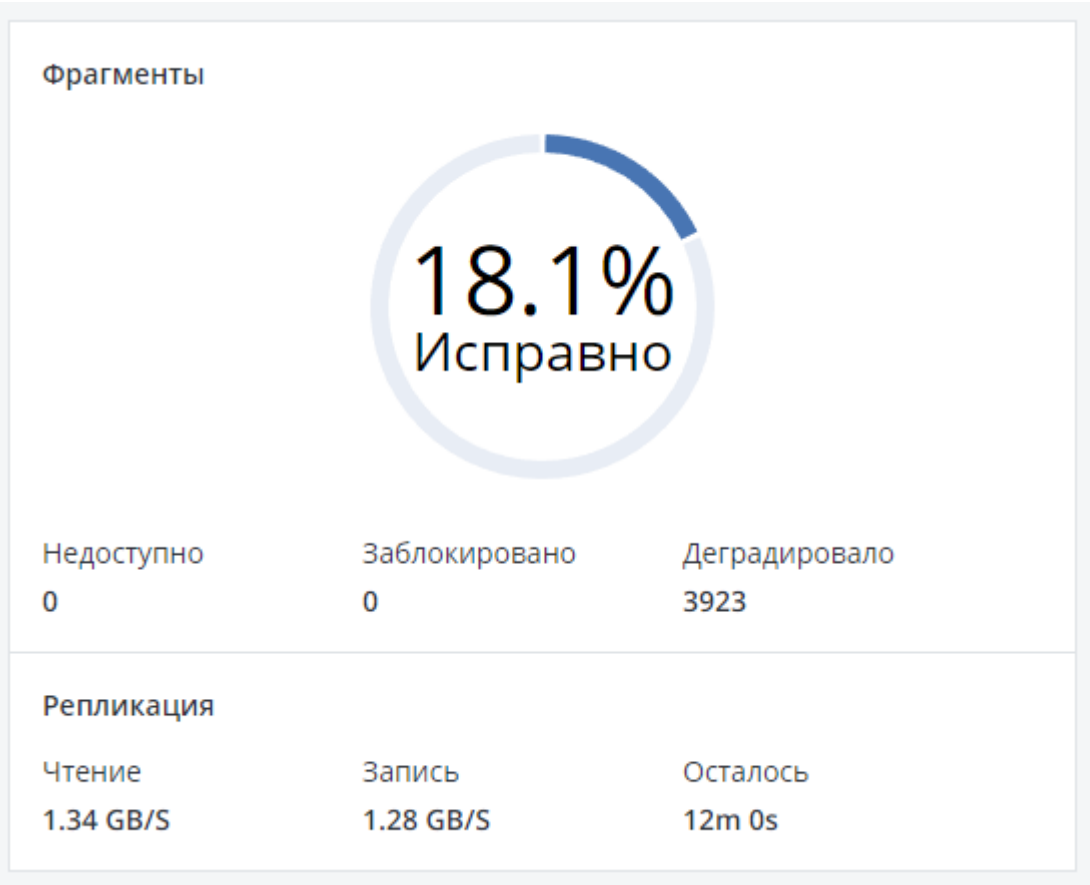 Фрагменты
18.1%
Исправно
Недоступно Заблокировано Деградировало
0 0 3923
Репликация
Чтение Запись Осталось
1.34 GB/S 1.28 GB/S 12m 0s